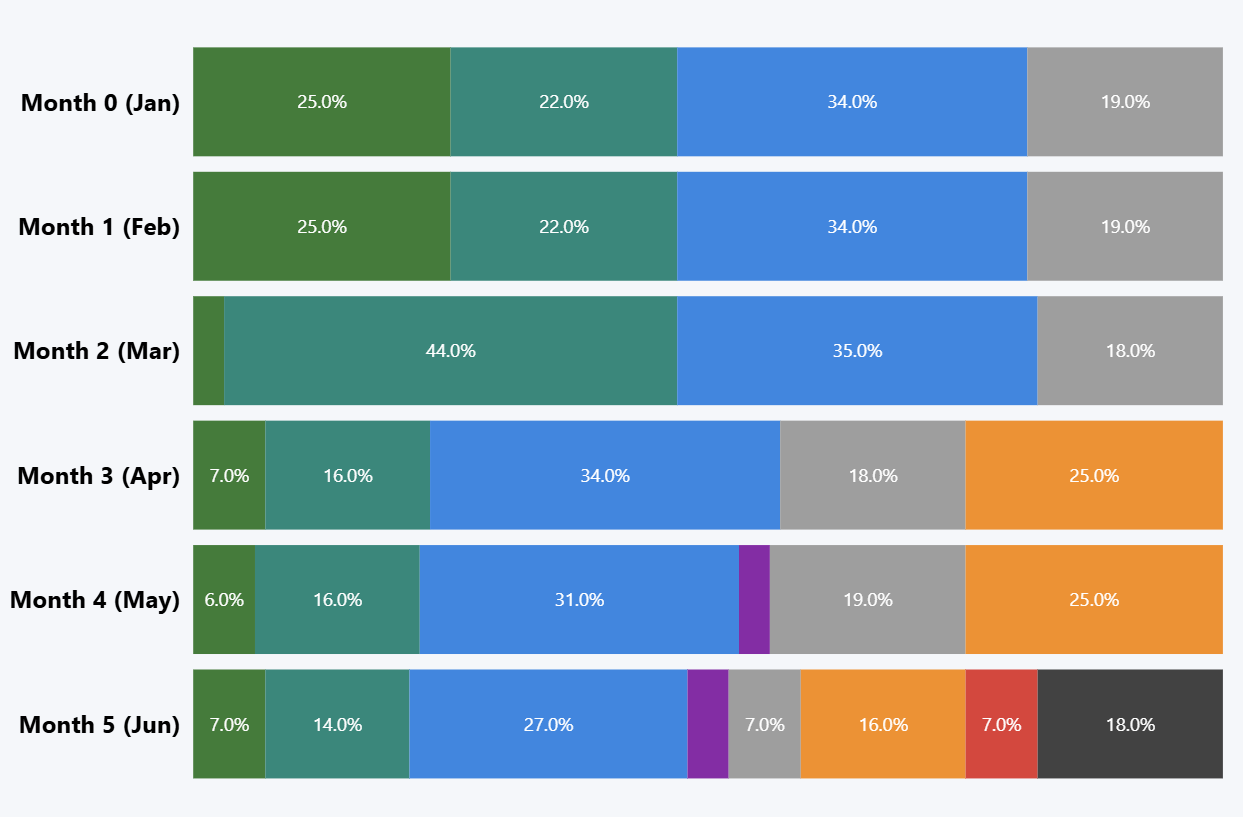 Month 0 (Jan) 25.0% 22.0% 34.0% 19.0%
Month 1 (Feb) 25.0% 22.0% 34.0% 19.0%
Month 2 (Mar) 44.0% 35.0% 18.0%
Month 3 (Apr) 7.0% 16.0% 34.0% 18.0% 25.0%
Month 4 (May) 6.0% 16.0% 31.0% 19.0% 25.0%
Month 5 (Jun) 7.0% 14.0% 27.0% 7.0% 16.0% 7.0% 18.0%